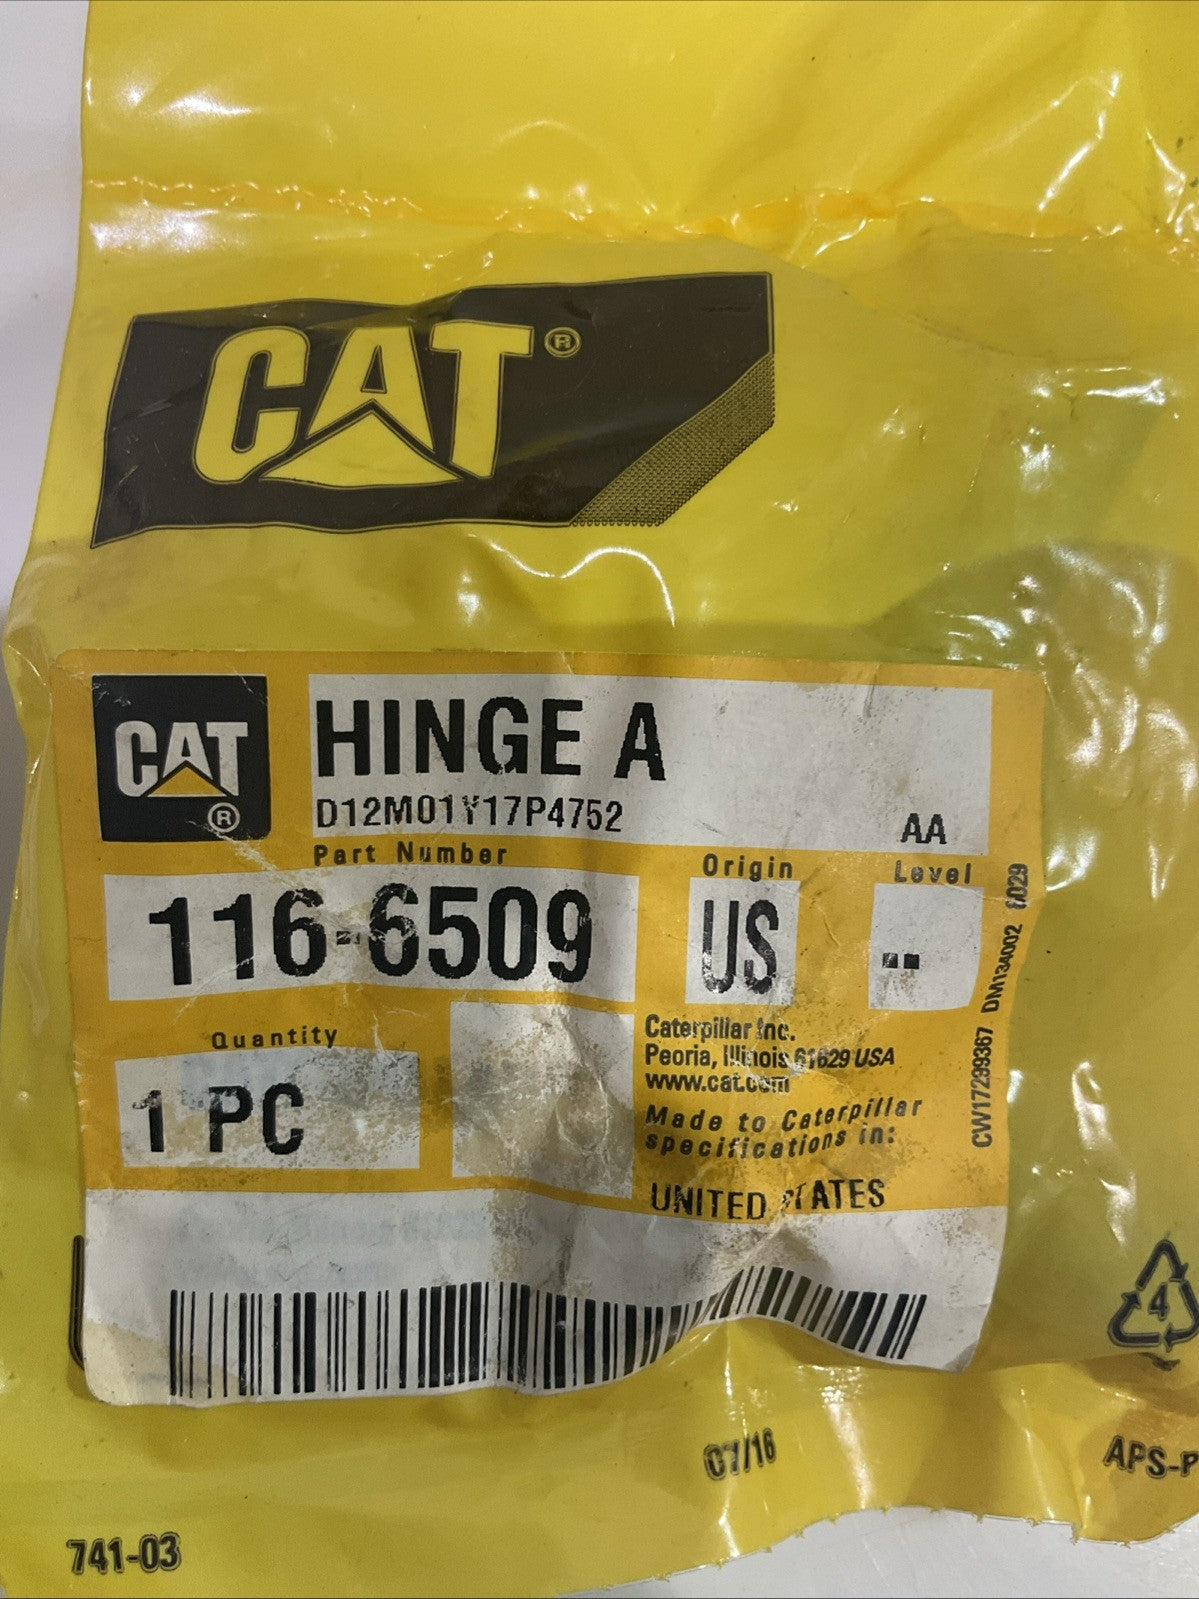 CAT®
CAT
®
HINGE A
D12M01Y17P4752
AA
Part Number
Origin
Level
116-6509
US
--
Quantity
1 PC
Caterpillar Inc.
Peoria, Illinois 61629 USA
www.cat.com
Made to Caterpillar
specifications in:
UNITED STATES
CVV17299367 DM134002
4
07/16
APS-P
741-03